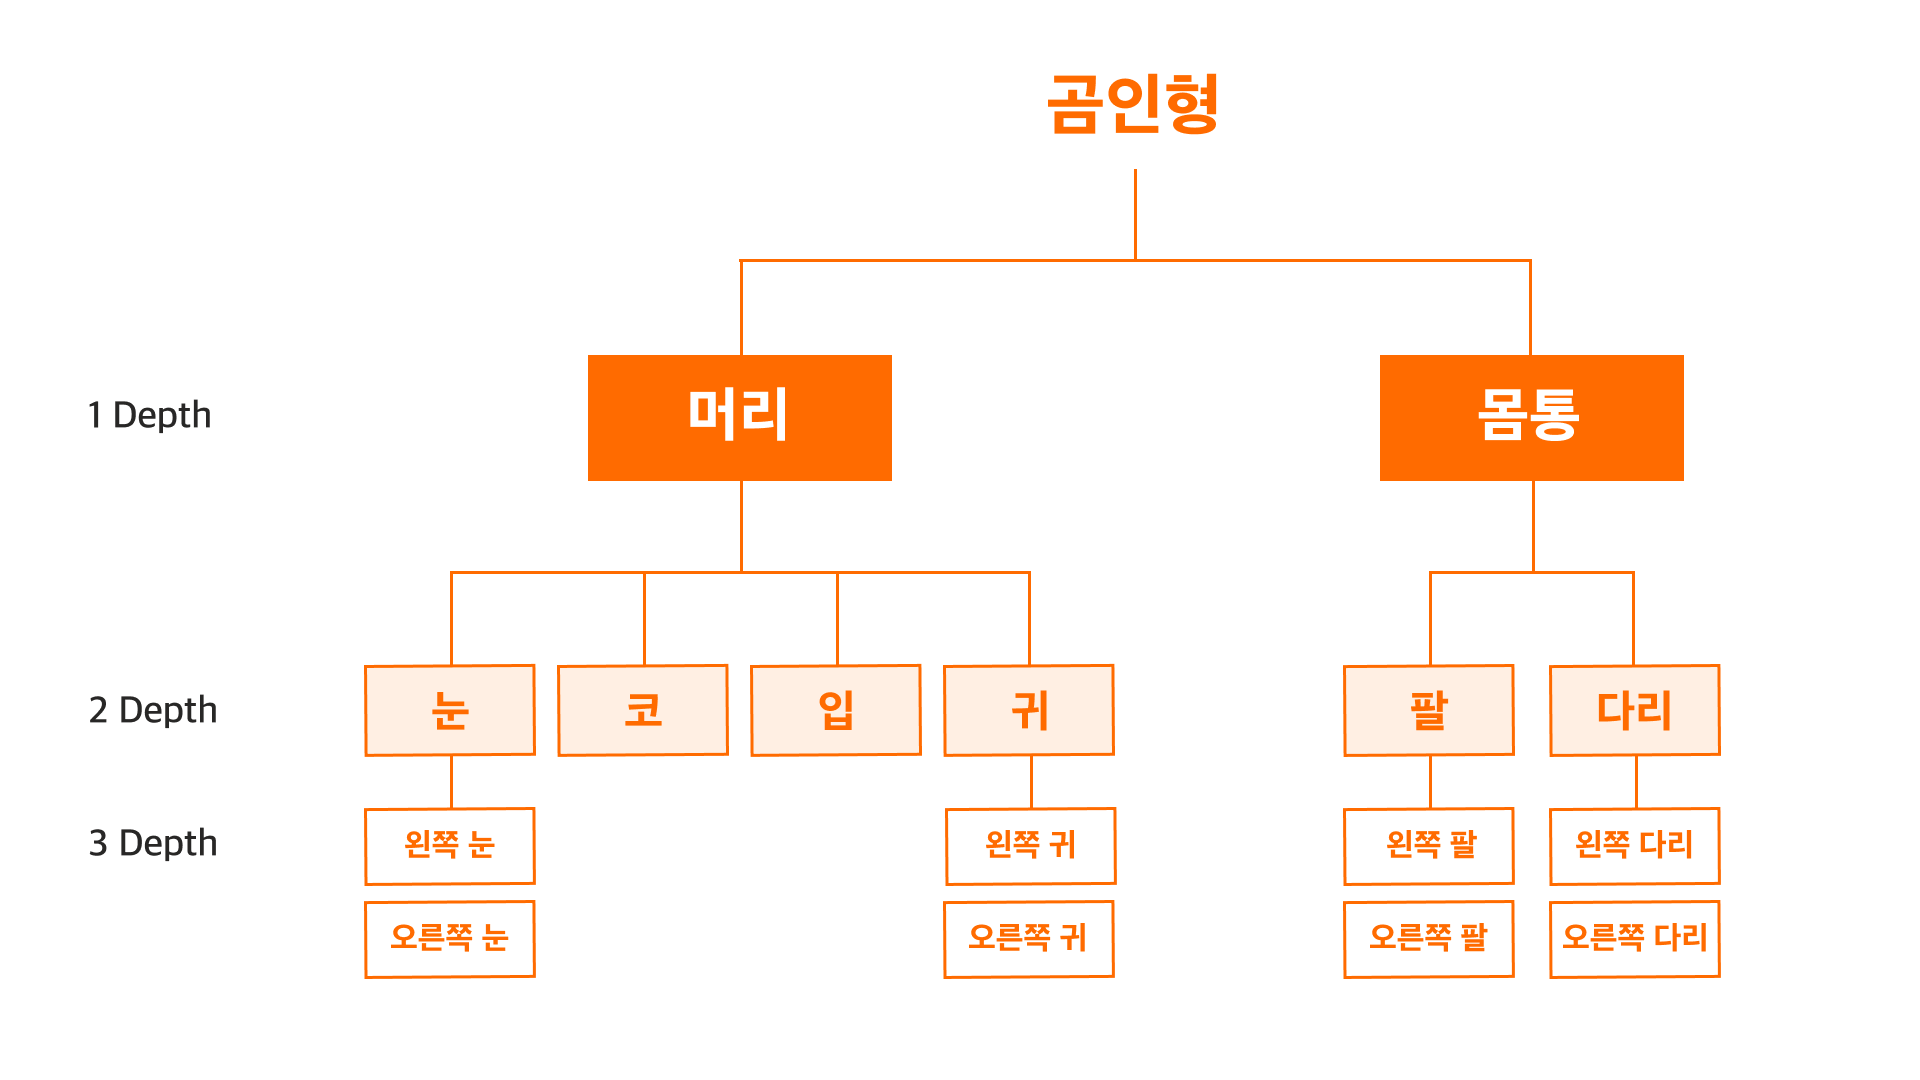 곰인형
1 Depth
머리
몸통
2 Depth
눈
코
입
귀
팔
다리
3 Depth
왼쪽 눈
왼쪽 귀
왼쪽 팔
왼쪽 다리
오른쪽 눈
오른쪽 귀
오른쪽 팔
오른쪽 다리